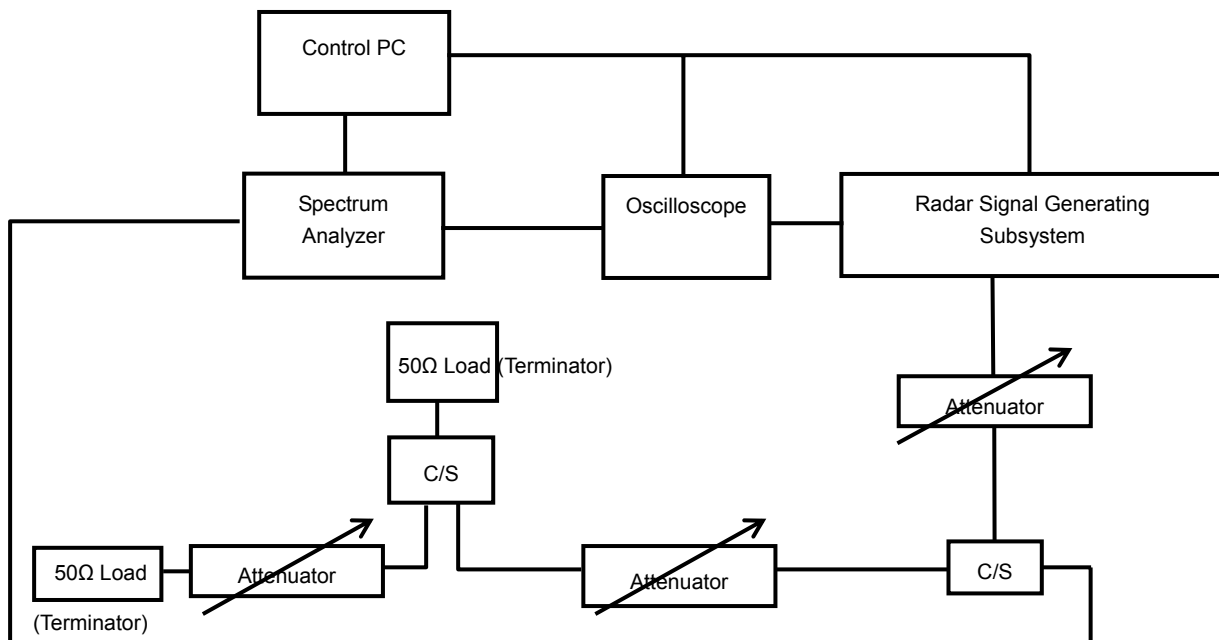 Control PC
Spectrum
Analyzer
Oscilloscope
Radar Signal Generating
Subsystem
50Ω Load (Terminator)
Attenuator
C/S
50Ω Load
(Terminator)
Attenuator
Attenuator
C/S